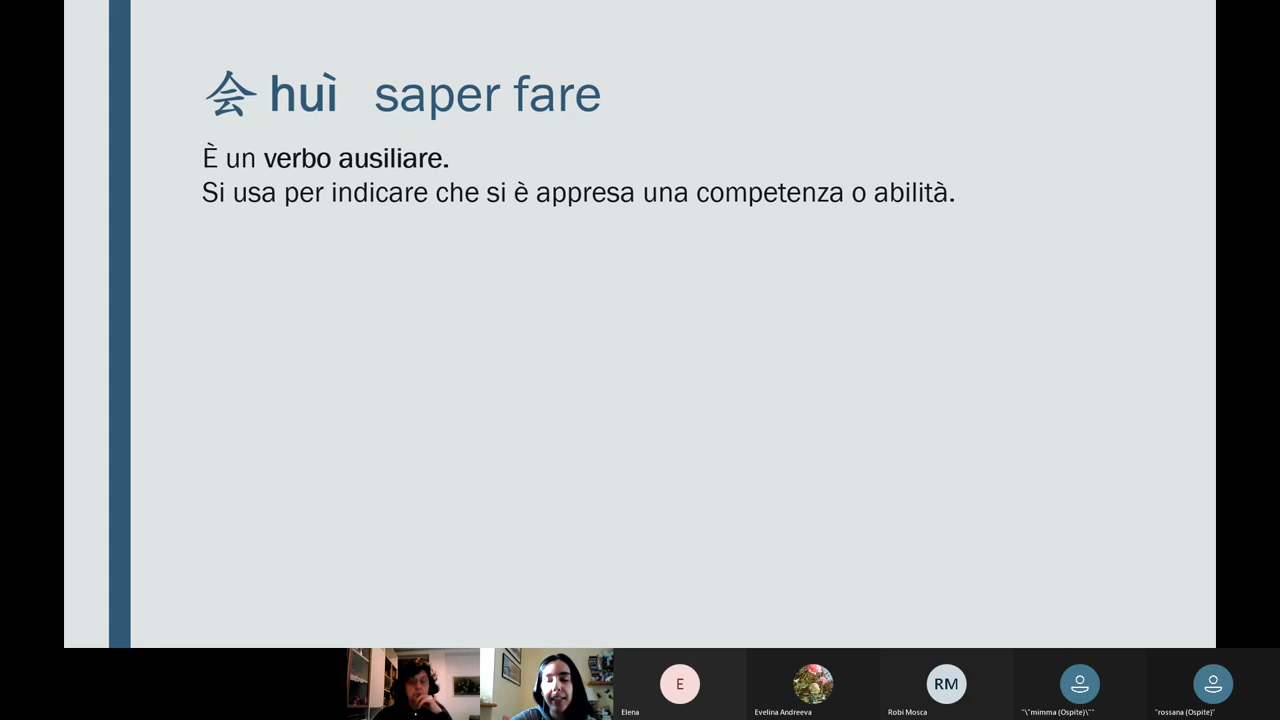 会 huì saper fare
È un verbo ausiliare.
Si usa per indicare che si è appresa una competenza o abilità.
E
RM
Elena
Evelina Andreeva
Robi Mosca
"\"mimma (Ospite)\""
"rossana (Ospite)"